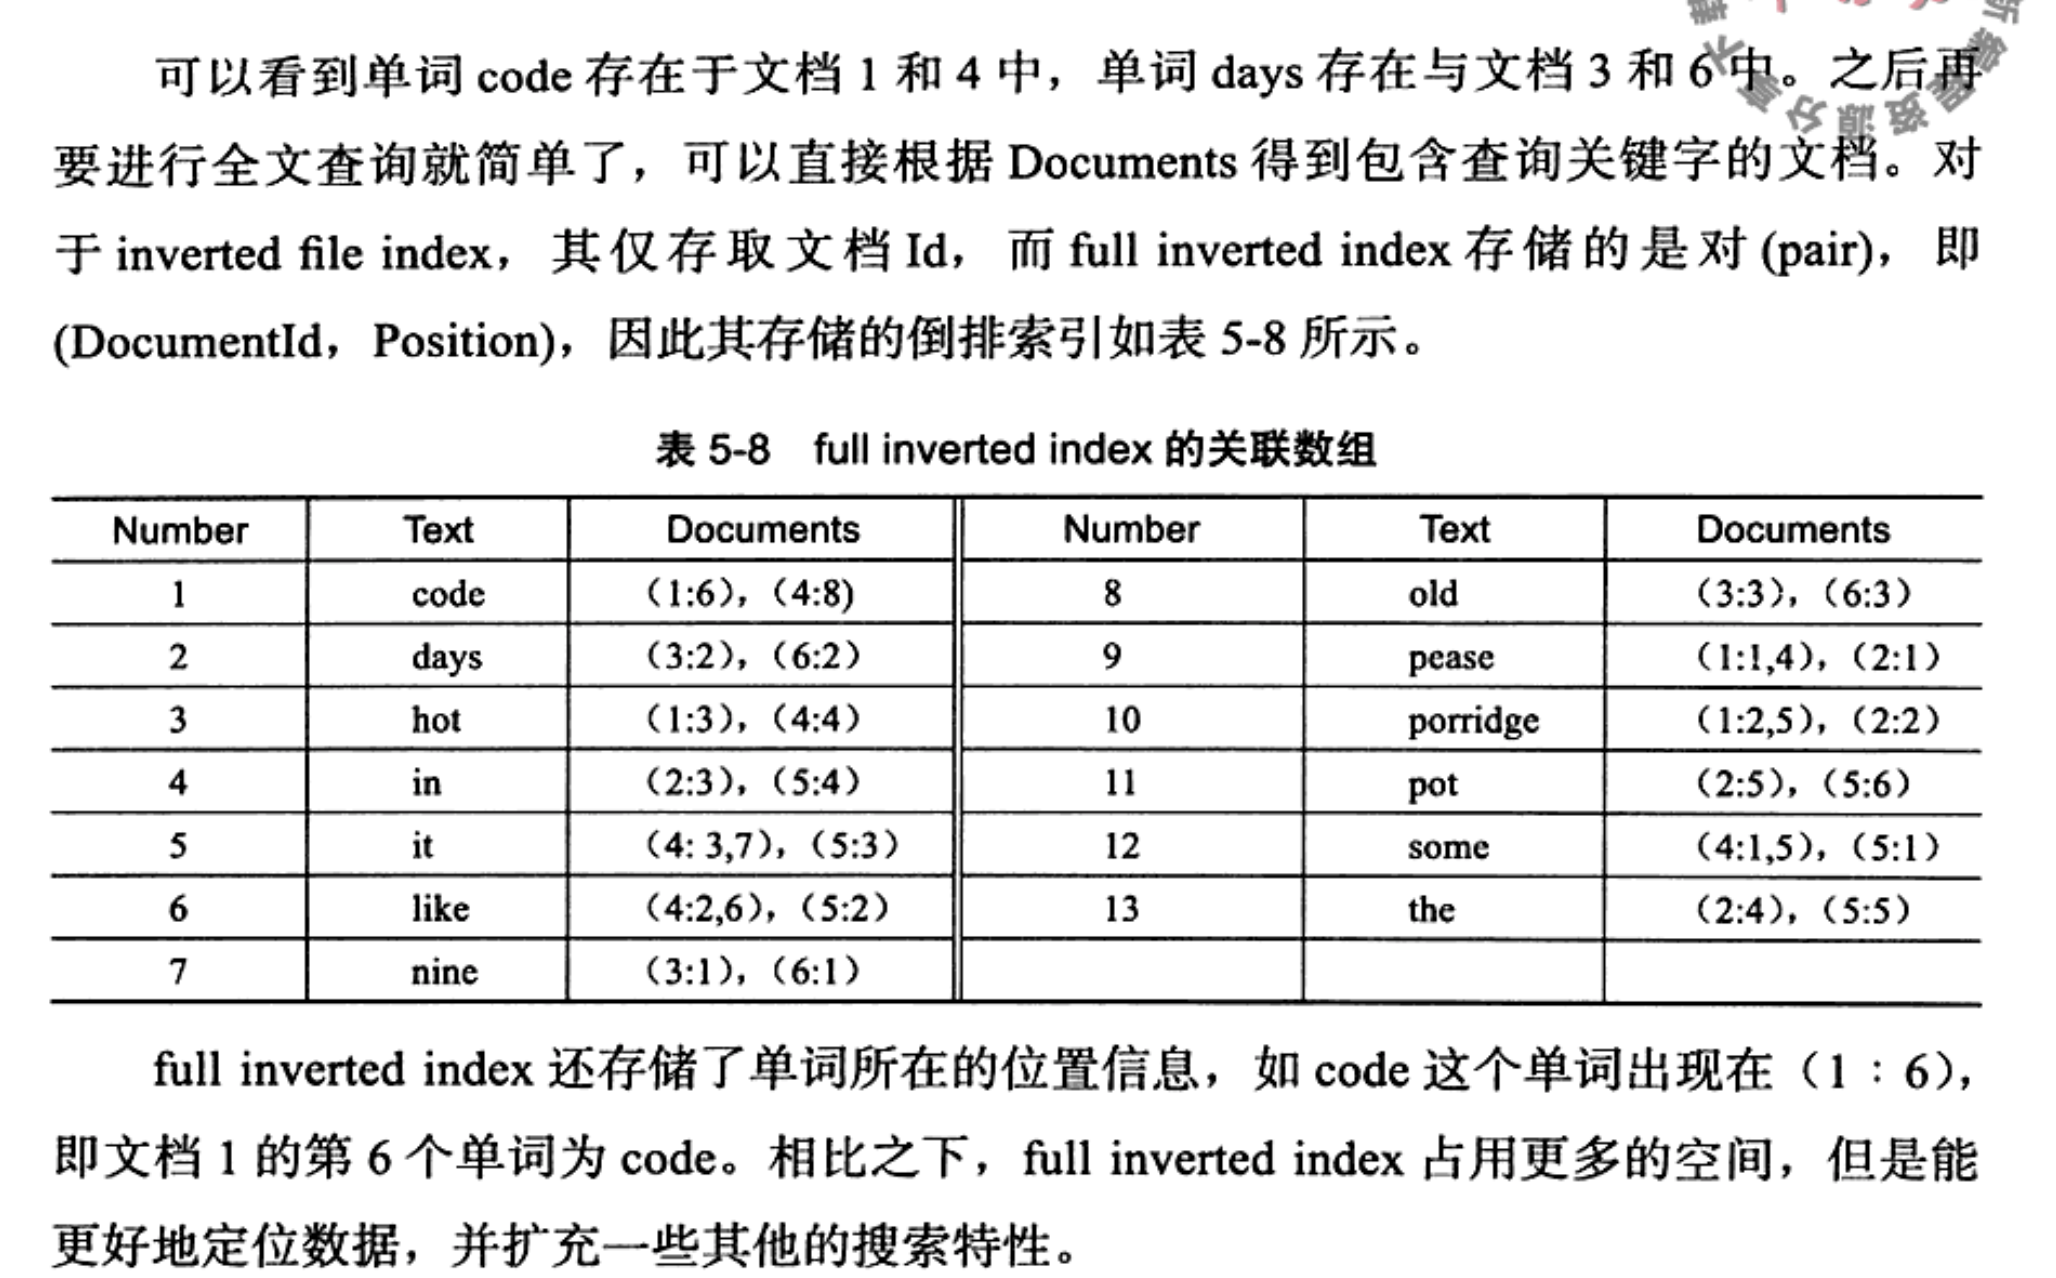 可以看到单词 code 存在于文档 1 和 4 中，单词 days 存在与文档 3 和 6 中。之后再
要进行全文查询就简单了，可以直接根据 Documents 得到包含查询关键字的文档。对
于 inverted file index，其仅存取文档 Id，而 full inverted index 存储的是对 (pair)，即
(DocumentId，Position)，因此其存储的倒排索引如表 5-8 所示。
表 5-8 full inverted index 的关联数组
Number Text Documents Number Text Documents
1 code (1:6)，(4:8) 8 old (3:3)，(6:3)
2 days (3:2)，(6:2) 9 pease (1:1,4)，(2:1)
3 hot (1:3)，(4:4) 10 porridge (1:2,5)，(2:2)
4 in (2:3)，(5:4) 11 pot (2:5)，(5:6)
5 it (4: 3,7)，(5:3) 12 some (4:1,5)，(5:1)
6 like (4:2,6)，(5:2) 13 the (2:4)，(5:5)
7 nine (3:1)，(6:1)
full inverted index 还存储了单词所在的位置信息，如 code 这个单词出现在（1：6），
即文档 1 的第 6 个单词为 code。相比之下，full inverted index 占用更多的空间，但是能
更好地定位数据，并扩充一些其他的搜索特性。